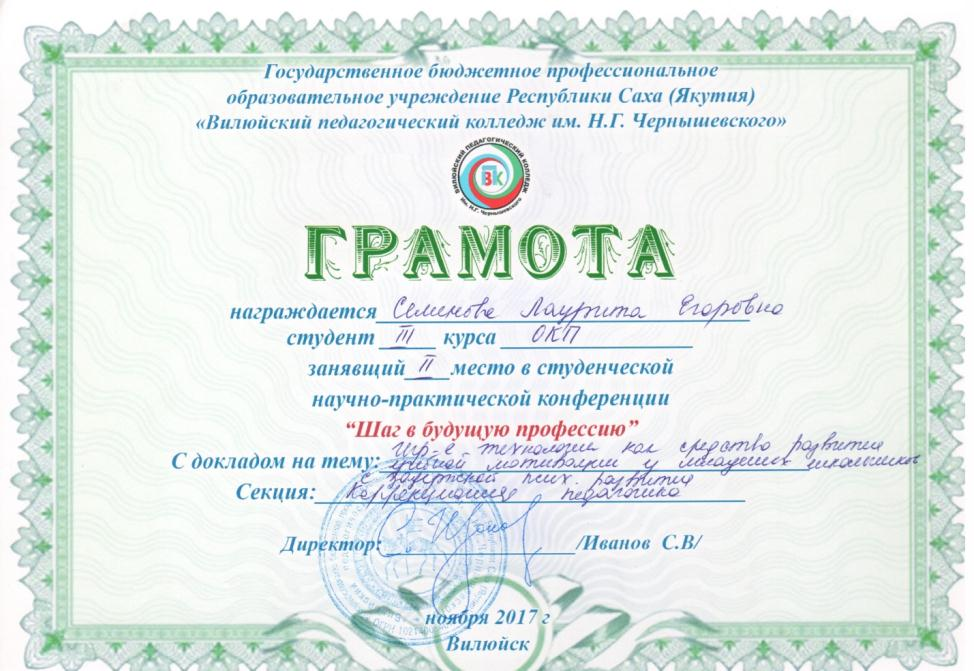 Государственное бюджетное профессиональное
образовательное учреждение Республики Саха (Якутия)
«Вилюйский педагогический колледж им. Н.Г. Чернышевского»
ВИЛЮЙСКИЙ ПЕДАГОГИЧЕСКИЙ КОЛЛЕДЖ
ВПК
им. Н.Г. Чернышевского
ГРАМОТА
награждается Семенова Лаурита Егоровна
студент III курса ОКП
занявший II место в студенческой
научно-практической конференции
“Шаг в будущую профессию”
Игр-е технологии как средство развития
С докладом на тему: учебной мотивации у младших школьников
с задержкой псих. развития
Секция: Коррекционная педагогика
Директор: /Иванов С.В/
ноября 2017 г
Вилюйск